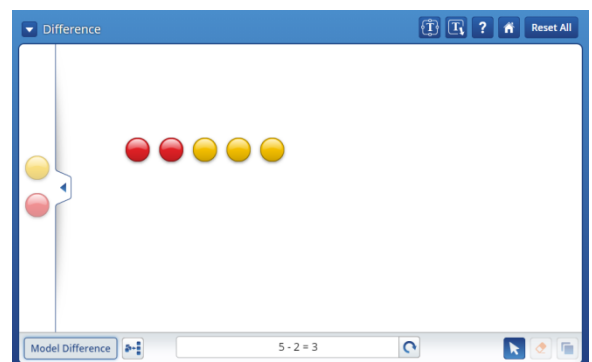 Difference
T T ? Reset All
Model Difference 5 - 2 = 3